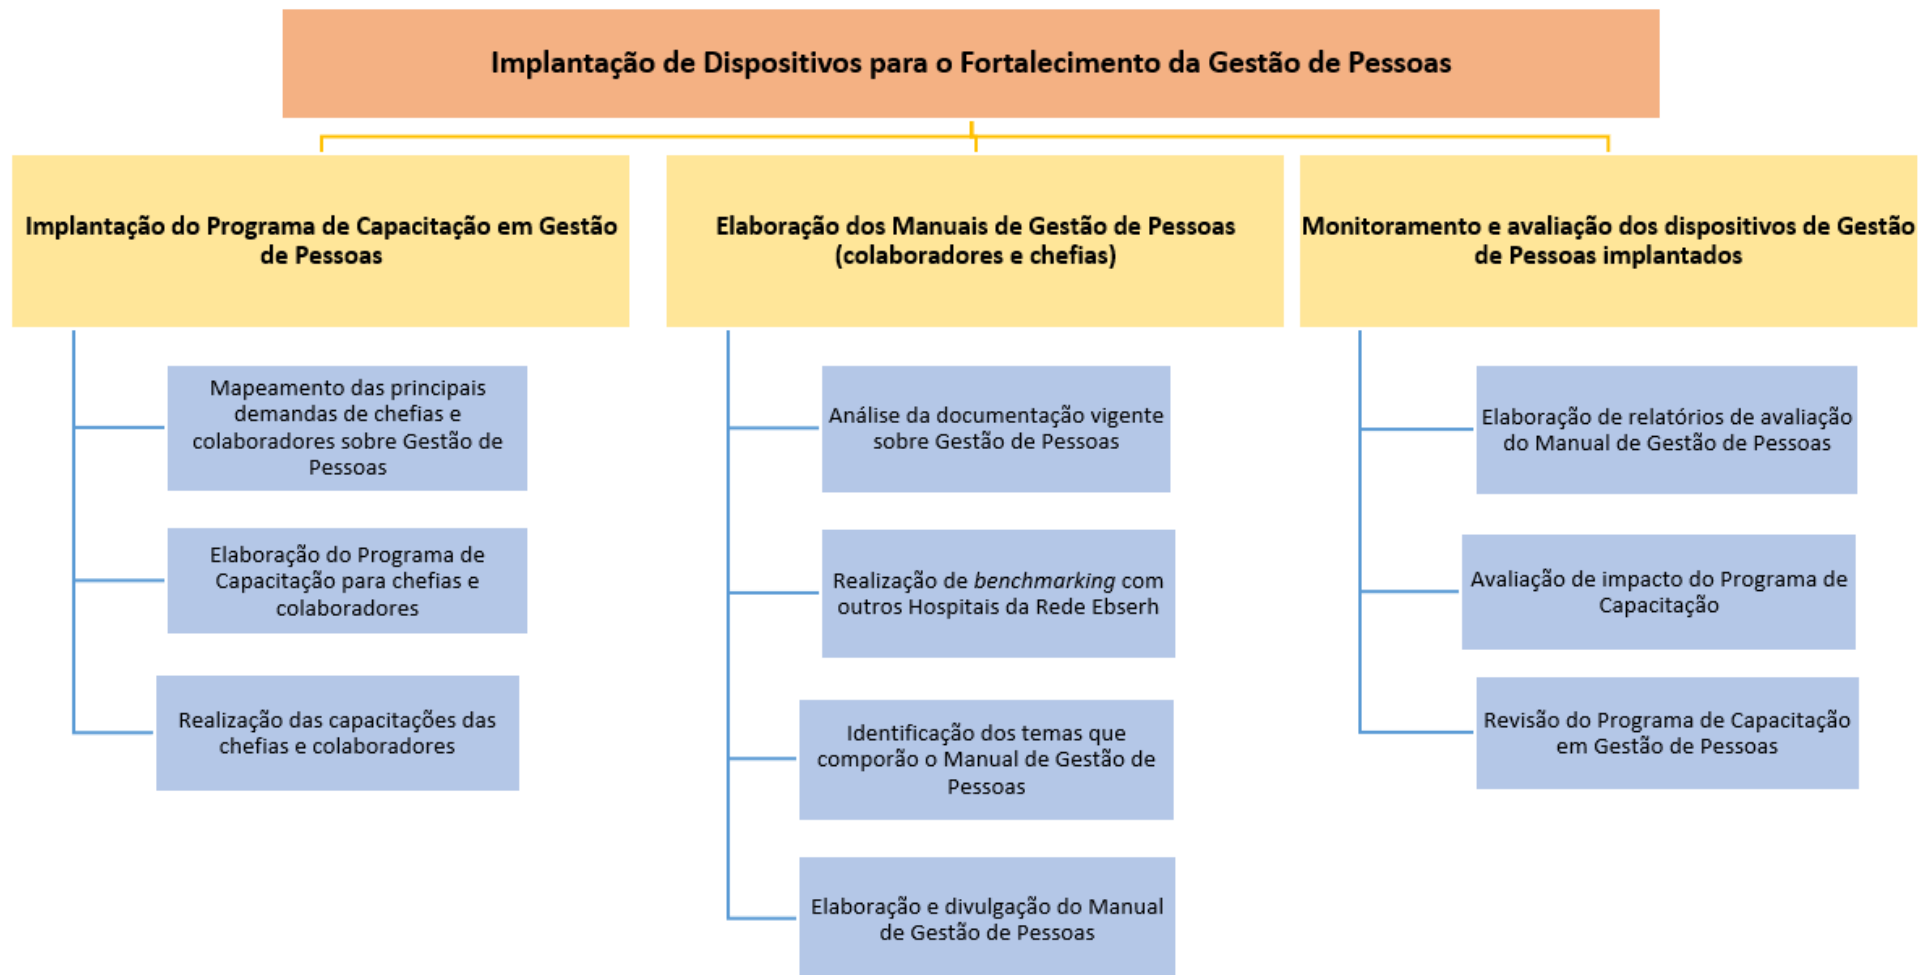 Implantação de Dispositivos para o Fortalecimento da Gestão de Pessoas
Implantação do Programa de Capacitação em Gestão
de Pessoas
Mapeamento das principais
demandas de chefias e
colaboradores sobre Gestão de
Pessoas
Elaboração do Programa de
Capacitação para chefias e
colaboradores
Realização das capacitações das
chefias e colaboradores
Elaboração dos Manuais de Gestão de Pessoas
(colaboradores e chefias)
Análise da documentação vigente
sobre Gestão de Pessoas
Realização de benchmarking com
outros Hospitais da Rede Ebserh
Identificação dos temas que
comporão o Manual de Gestão de
Pessoas
Elaboração e divulgação do Manual
de Gestão de Pessoas
Monitoramento e avaliação dos dispositivos de Gestão
de Pessoas implantados
Elaboração de relatórios de avaliação
do Manual de Gestão de Pessoas
Avaliação de impacto do Programa de
Capacitação
Revisão do Programa de Capacitação
em Gestão de Pessoas